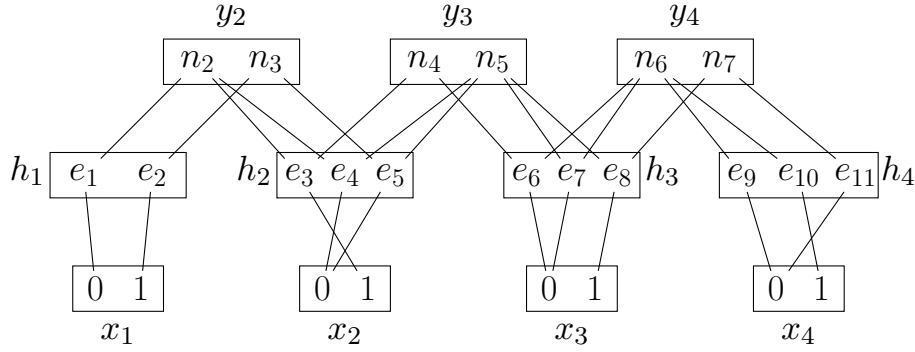 y₂ y₃ y₄
n₂ n₃ n₄ n₅ n₆ n₇
h₁ e₁ e₂ h₂ e₃ e₄ e₅ e₆ e₇ e₈ h₃ e₉ e₁₀ e₁₁ h₄
0 1 0 1 0 1 0 1
x₁ x₂ x₃ x₄